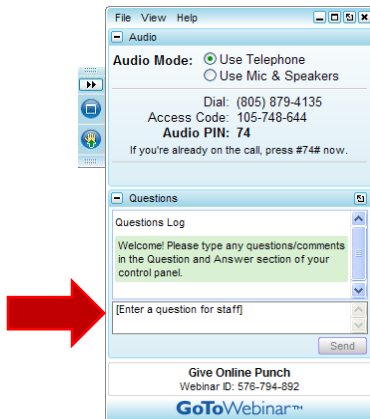 File View Help
Audio
Audio Mode: Use Telephone
Use Mic & Speakers
Dial: (805) 879-4135
Access Code: 105-748-644
Audio PIN: 74
If you're already on the call, press #74# now.
Questions
Questions Log
Welcome! Please type any questions/comments
in the Question and Answer section of your
control panel.
[Enter a question for staff]
Send
Give Online Punch
Webinar ID: 576-794-892
GoToWebinar™